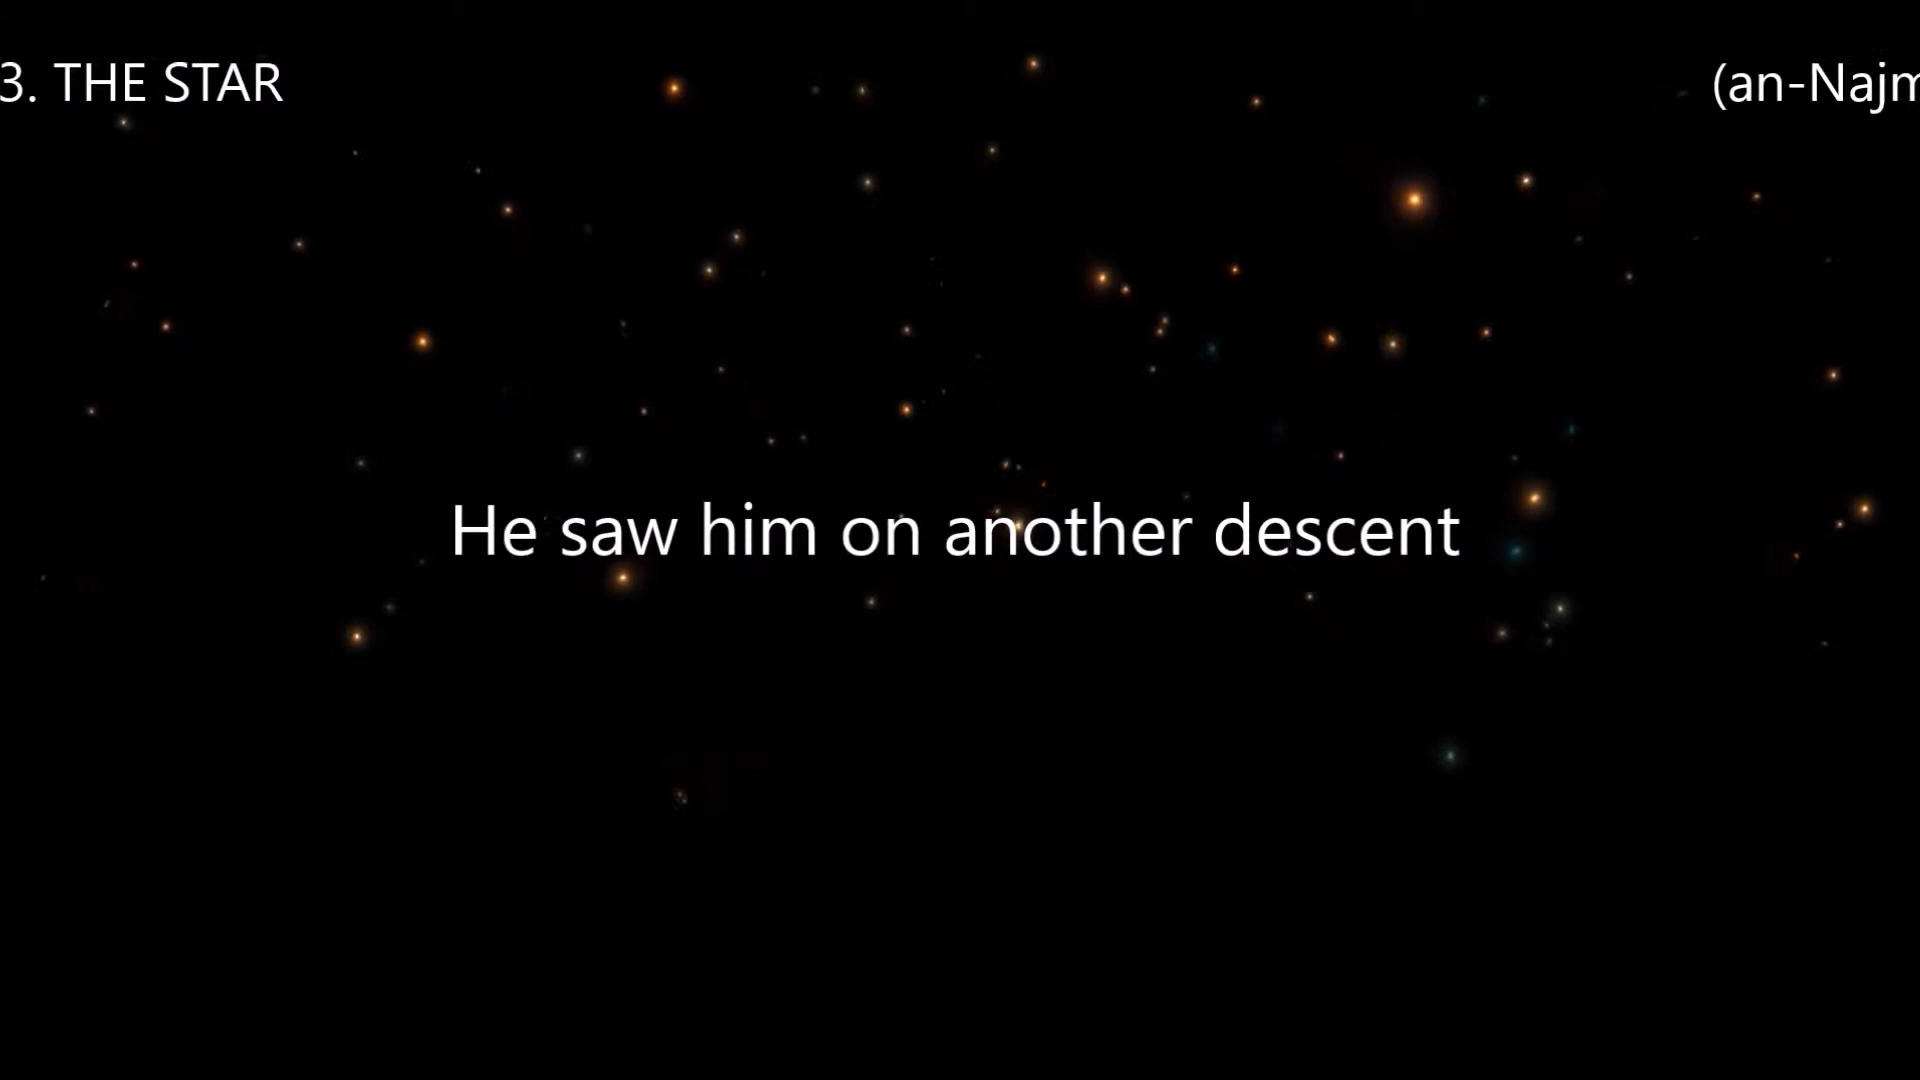 3. THE STAR
(an-Najm
He saw him on another descent